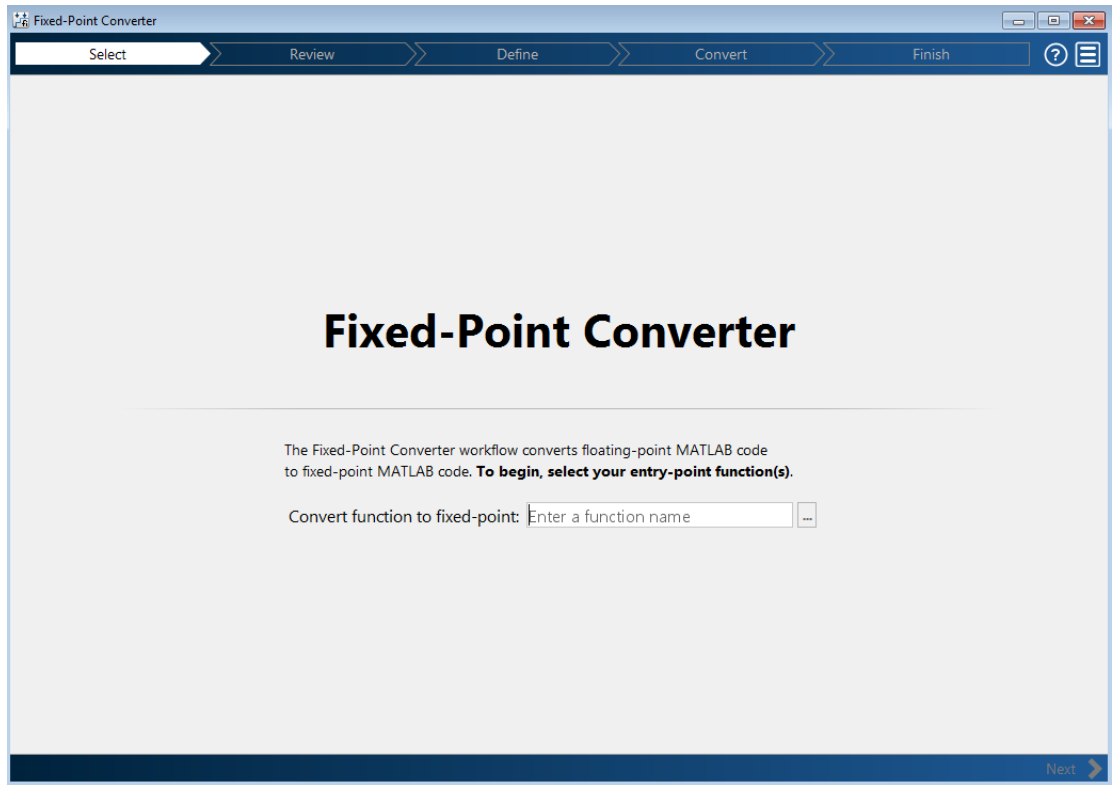 Fixed-Point Converter
Select
Review
Define
Convert
Finish
?
Fixed-Point Converter
The Fixed-Point Converter workflow converts floating-point MATLAB code
to fixed-point MATLAB code. To begin, select your entry-point function(s).
Convert function to fixed-point: Enter a function name ...
Next